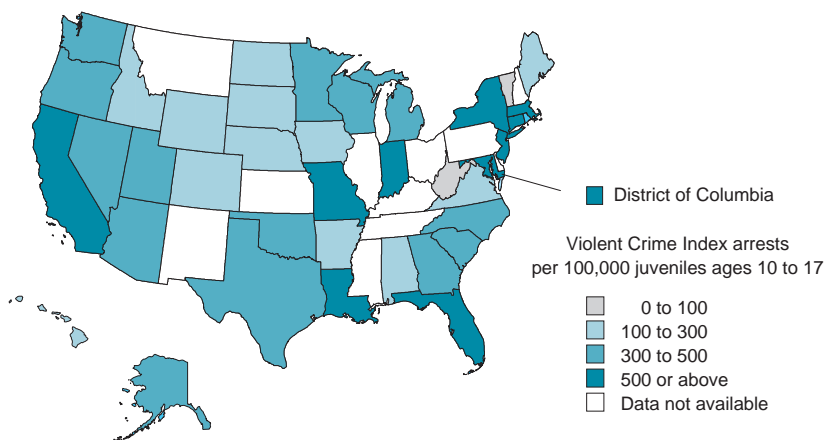 District of Columbia
Violent Crime Index arrests
per 100,000 juveniles ages 10 to 17
0 to 100
100 to 300
300 to 500
500 or above
Data not available